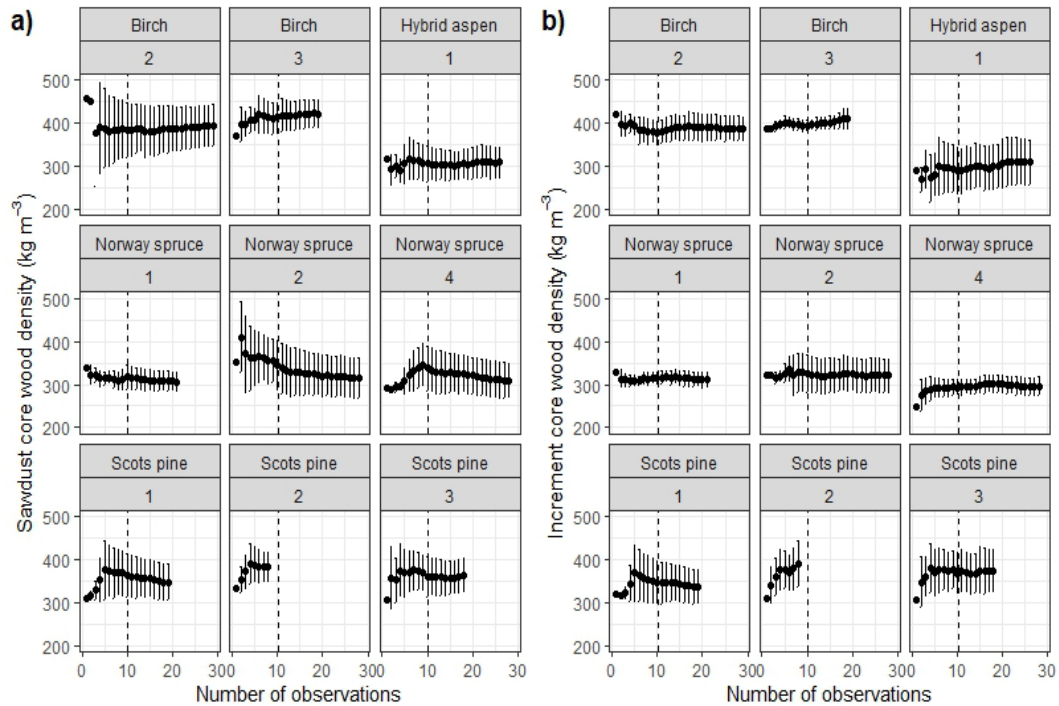 a)
Birch Birch Hybrid aspen
2 3 1
500
400
300
200
Norway spruce Norway spruce Norway spruce
1 2 4
500
400
300
200
Scots pine Scots pine Scots pine
1 2 3
500
400
300
200
0 10 20 300 10 20 300 10 20 30
Sawdust core wood density (kg m⁻³)
Number of observations
b)
Birch Birch Hybrid aspen
2 3 1
500
400
300
200
Norway spruce Norway spruce Norway spruce
1 2 4
500
400
300
200
Scots pine Scots pine Scots pine
1 2 3
500
400
300
200
0 10 20 300 10 20 300 10 20 30
Increment core wood density (kg m⁻³)
Number of observations